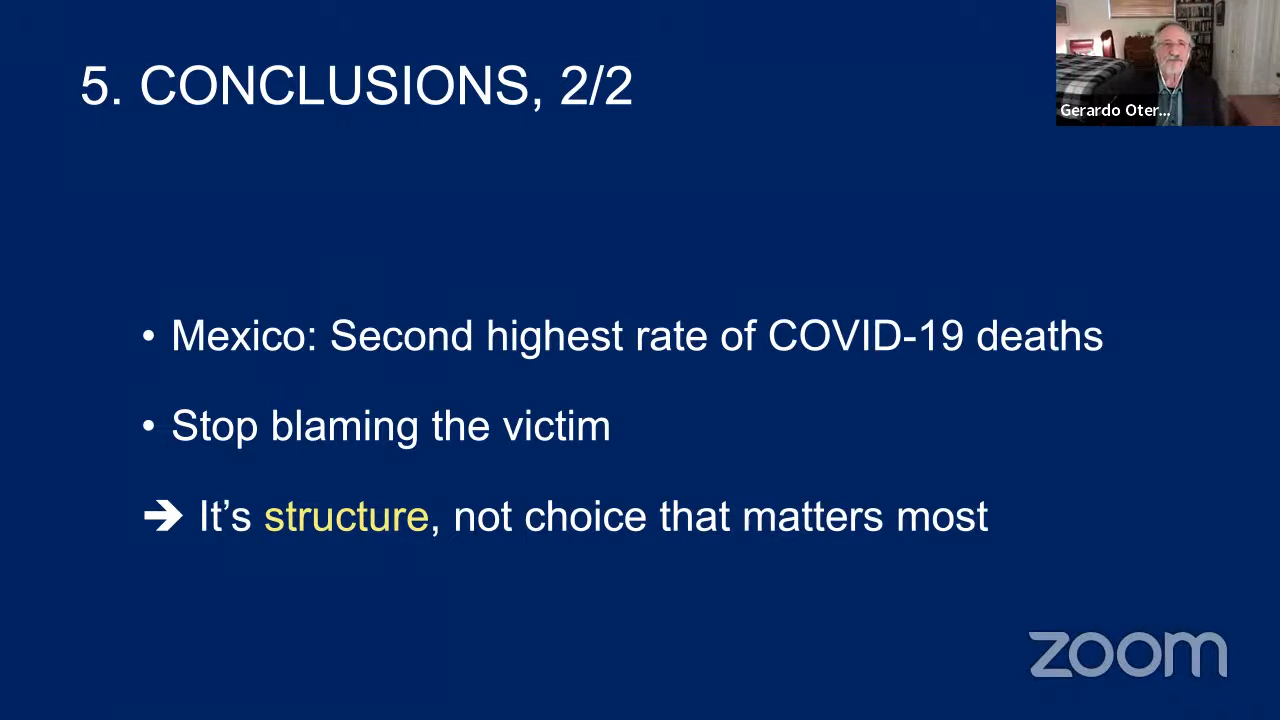 5. CONCLUSIONS, 2/2
Gerardo Oter...
• Mexico: Second highest rate of COVID-19 deaths
• Stop blaming the victim
➔ It’s structure, not choice that matters most
zoom